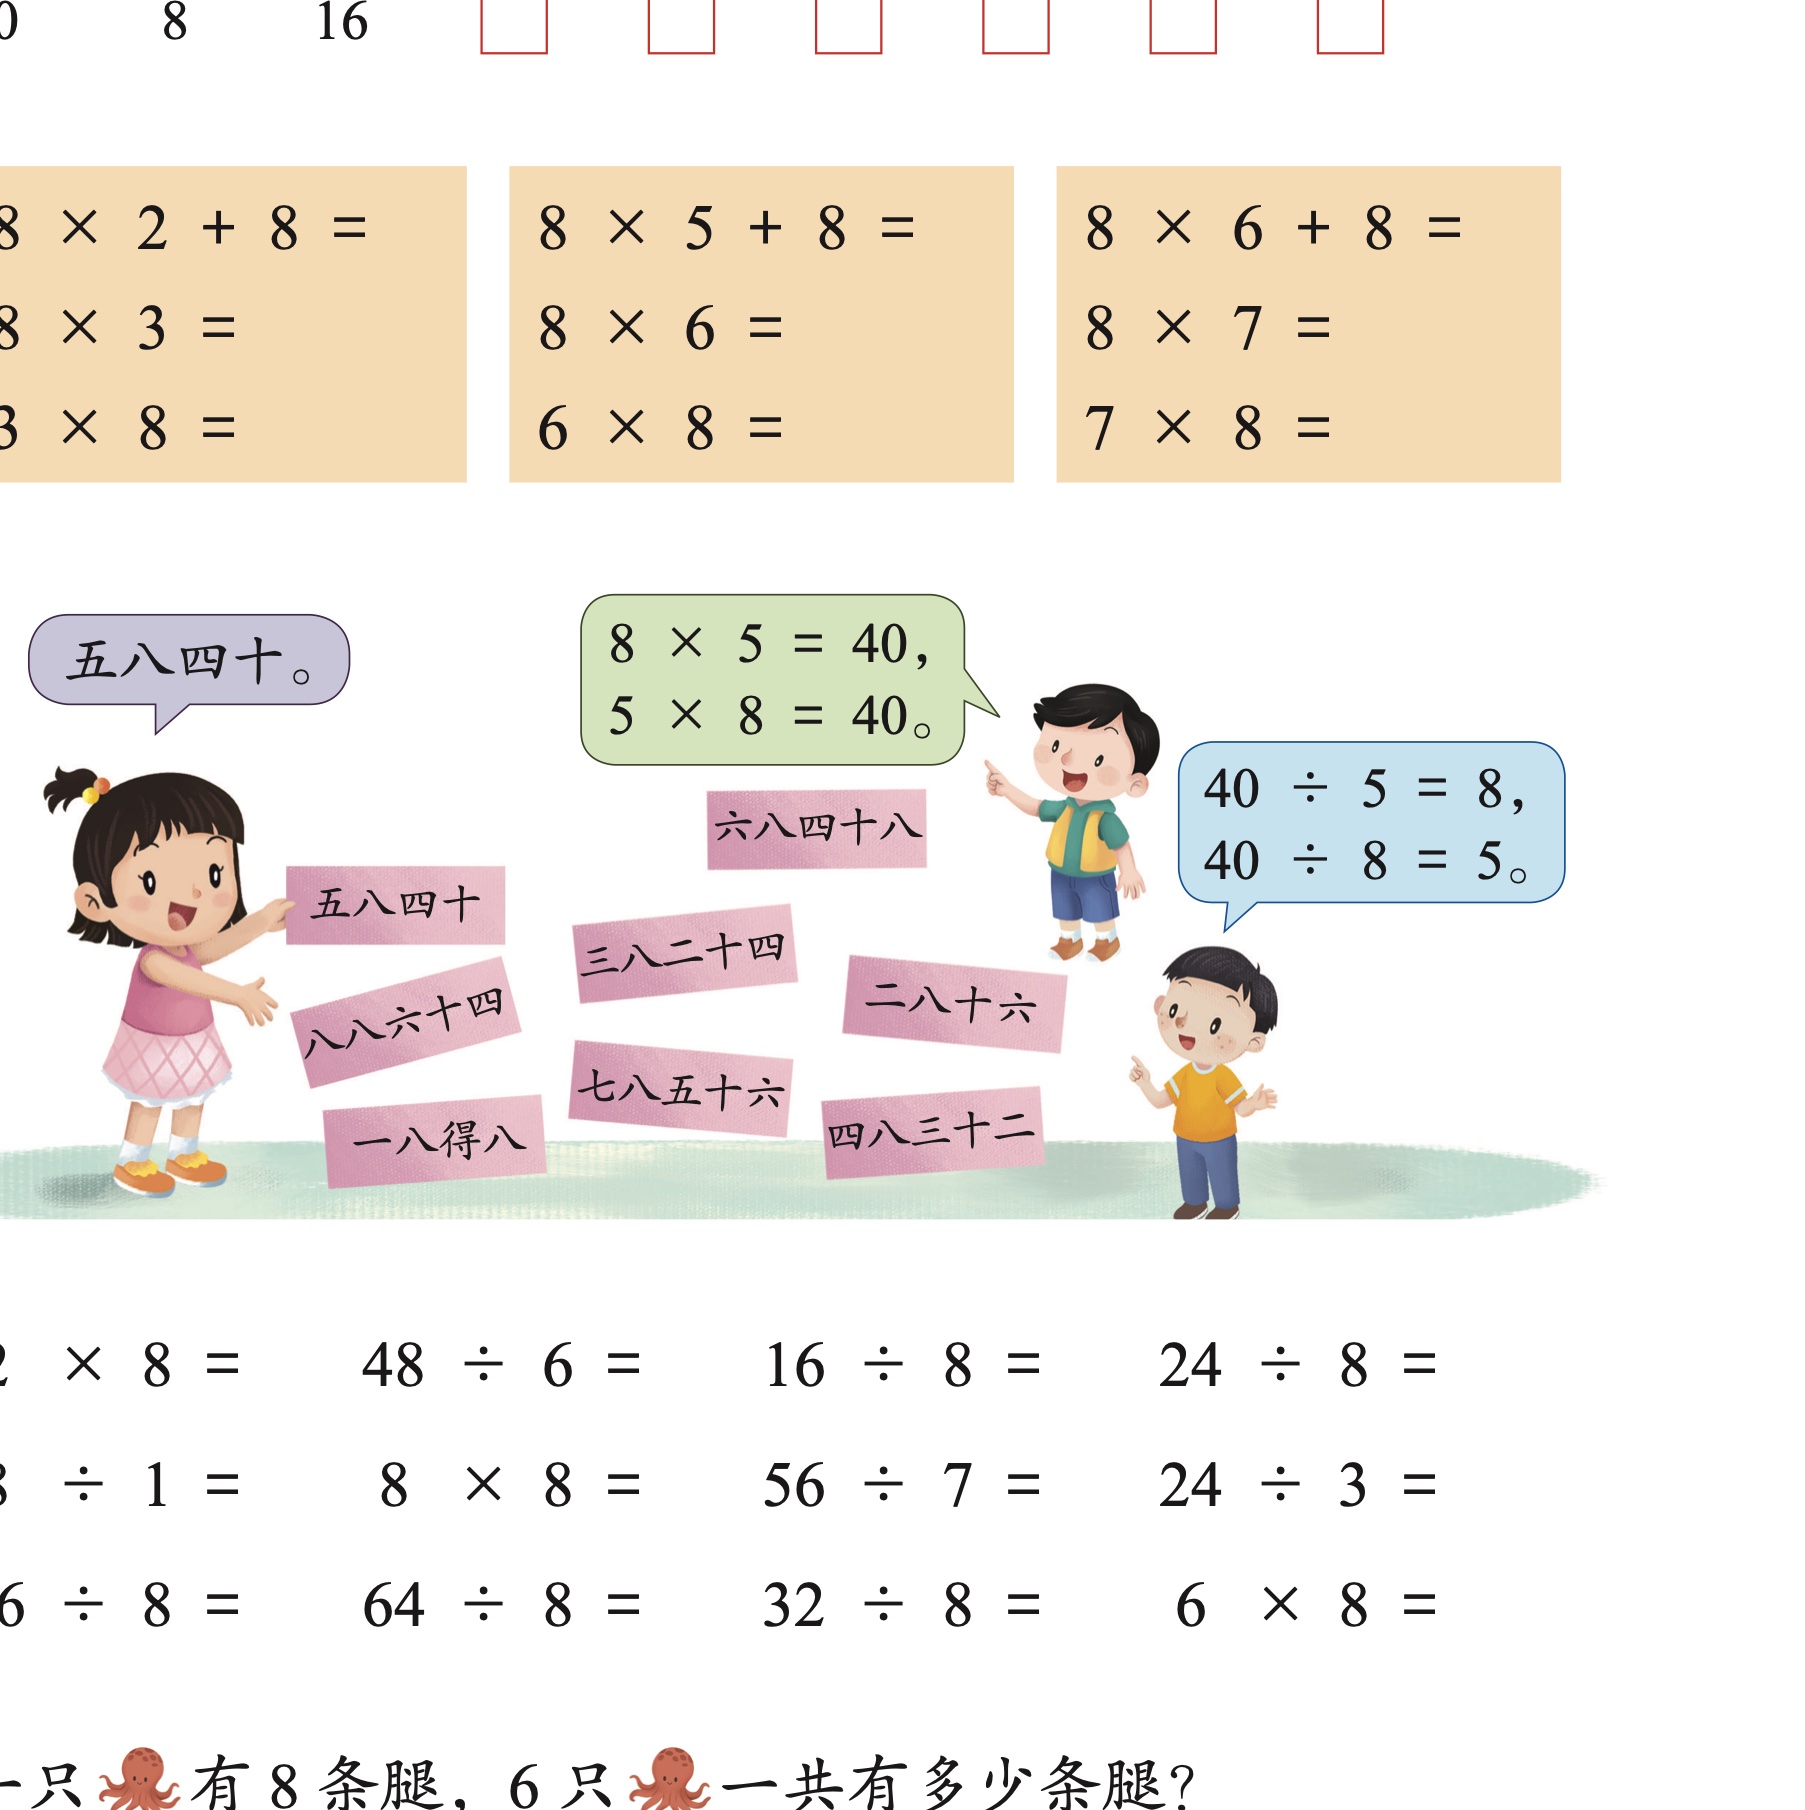 0 8 16
8 × 2 + 8 =
8 × 3 =
3 × 8 =
8 × 5 + 8 =
8 × 6 =
6 × 8 =
8 × 6 + 8 =
8 × 7 =
7 × 8 =
五八四十。
8 × 5 = 40,
5 × 8 = 40。
40 ÷ 5 = 8,
40 ÷ 8 = 5。
六八四十八
五八四十
三八二十四
二八十六
八八六十四
七八五十六
一八得八
四八三十二
2 × 8 = 48 ÷ 6 = 16 ÷ 8 = 24 ÷ 8 =
8 ÷ 1 = 8 × 8 = 56 ÷ 7 = 24 ÷ 3 =
6 ÷ 8 = 64 ÷ 8 = 32 ÷ 8 = 6 × 8 =
一只有 8 条腿，6 只一共有多少条腿？